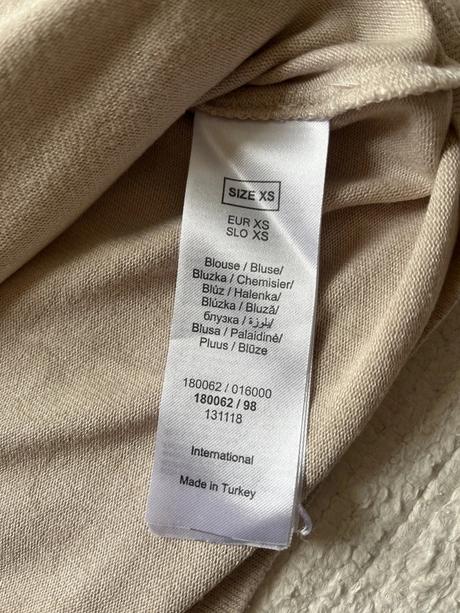 SIZE XS
EUR XS
SLO XS
Blouse / Bluse/
Bluzka / Chemisier/
Blúz / Halenka/
Blúzka / Bluză/
блузка / بلوزة/
Blusa / Palaidinė/
Pluus / Blūze
180062 / 016000
180062 / 98
131118
International
Made in Turkey